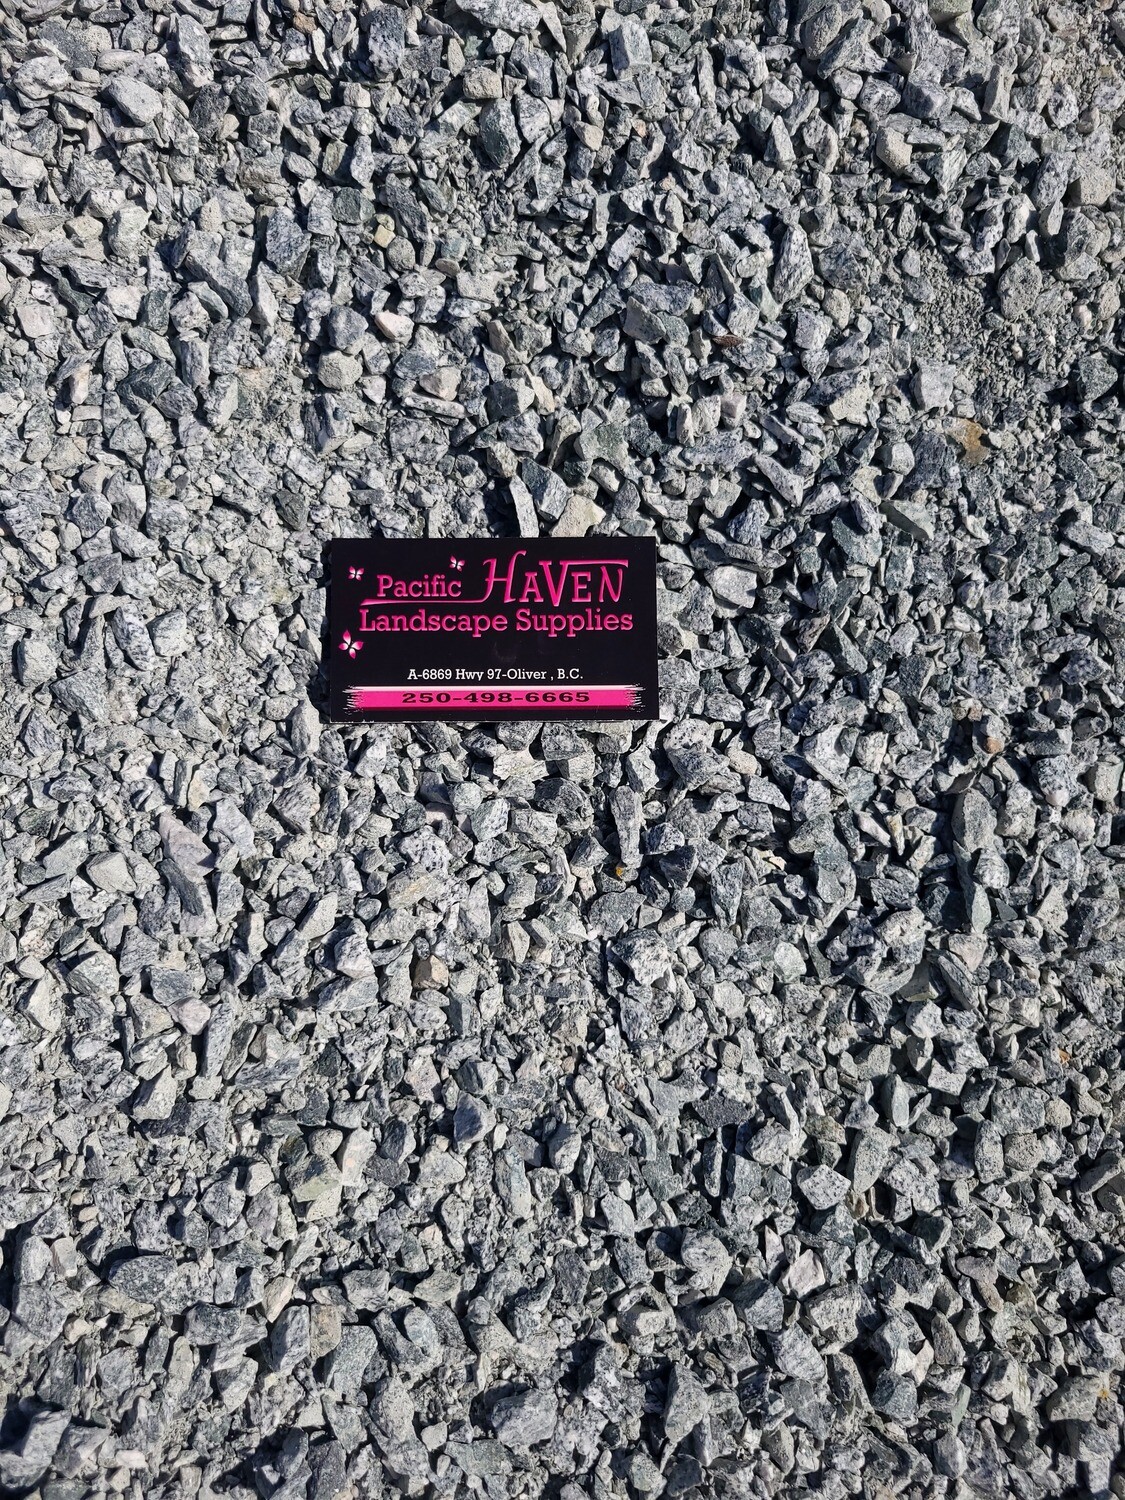 Pacific HAVEN
Landscape Supplies
A-6869 Hwy 97-Oliver , B.C.
250-498-6665